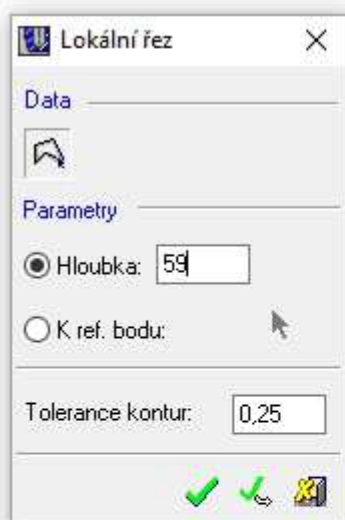 Lokální řez
Data
Parametry
Hloubka: 59
K ref. bodu:
Tolerance kontur: 0,25